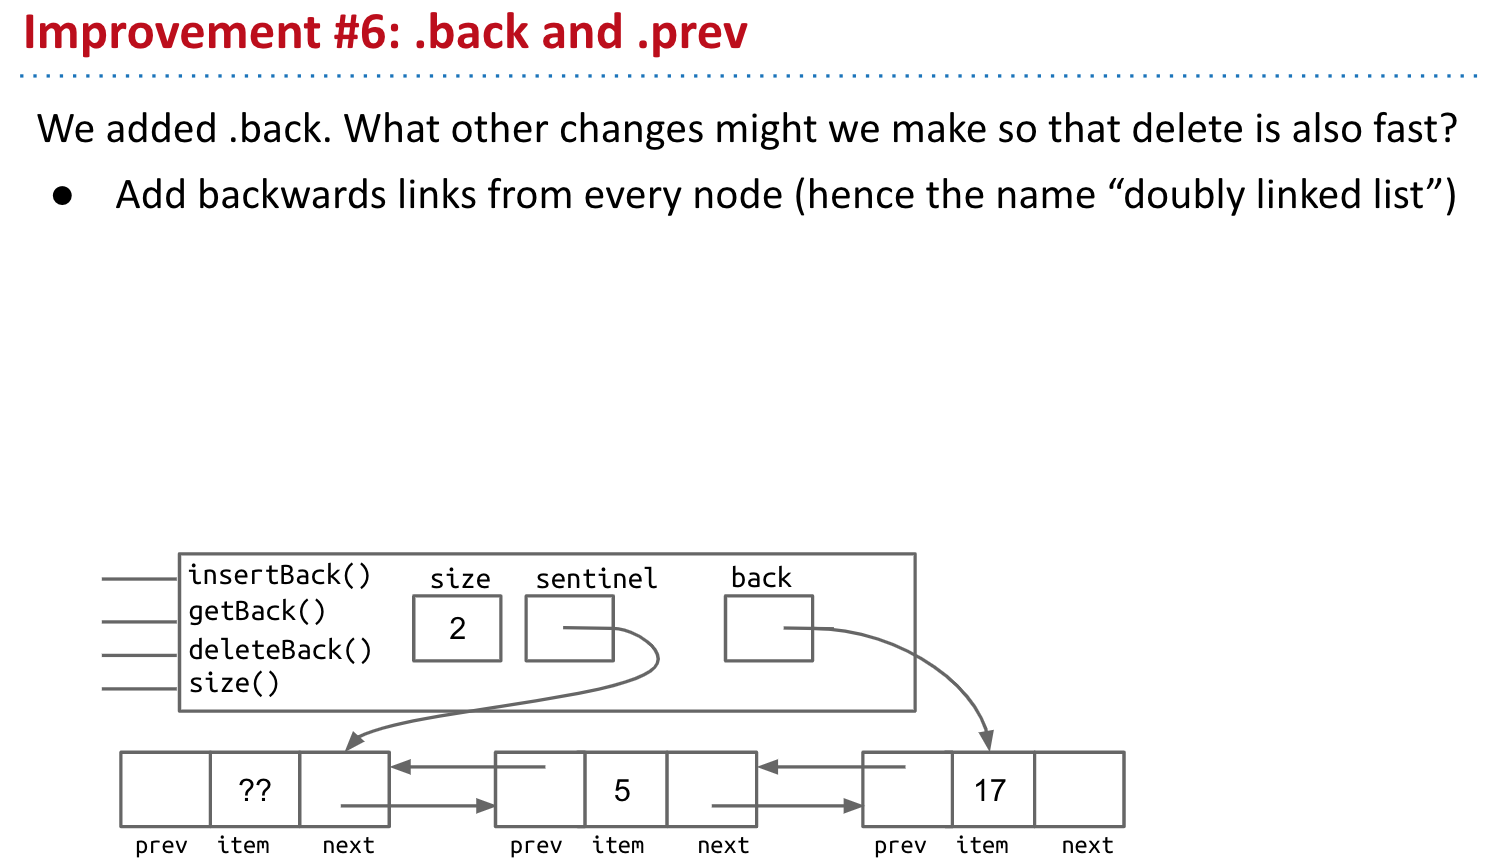 Improvement #6: .back and .prev
We added .back. What other changes might we make so that delete is also fast?
● Add backwards links from every node (hence the name “doubly linked list”)
insertBack()
getBack()
deleteBack()
size()
size sentinel back
2
?? 5 17
prev item next prev item next prev item next